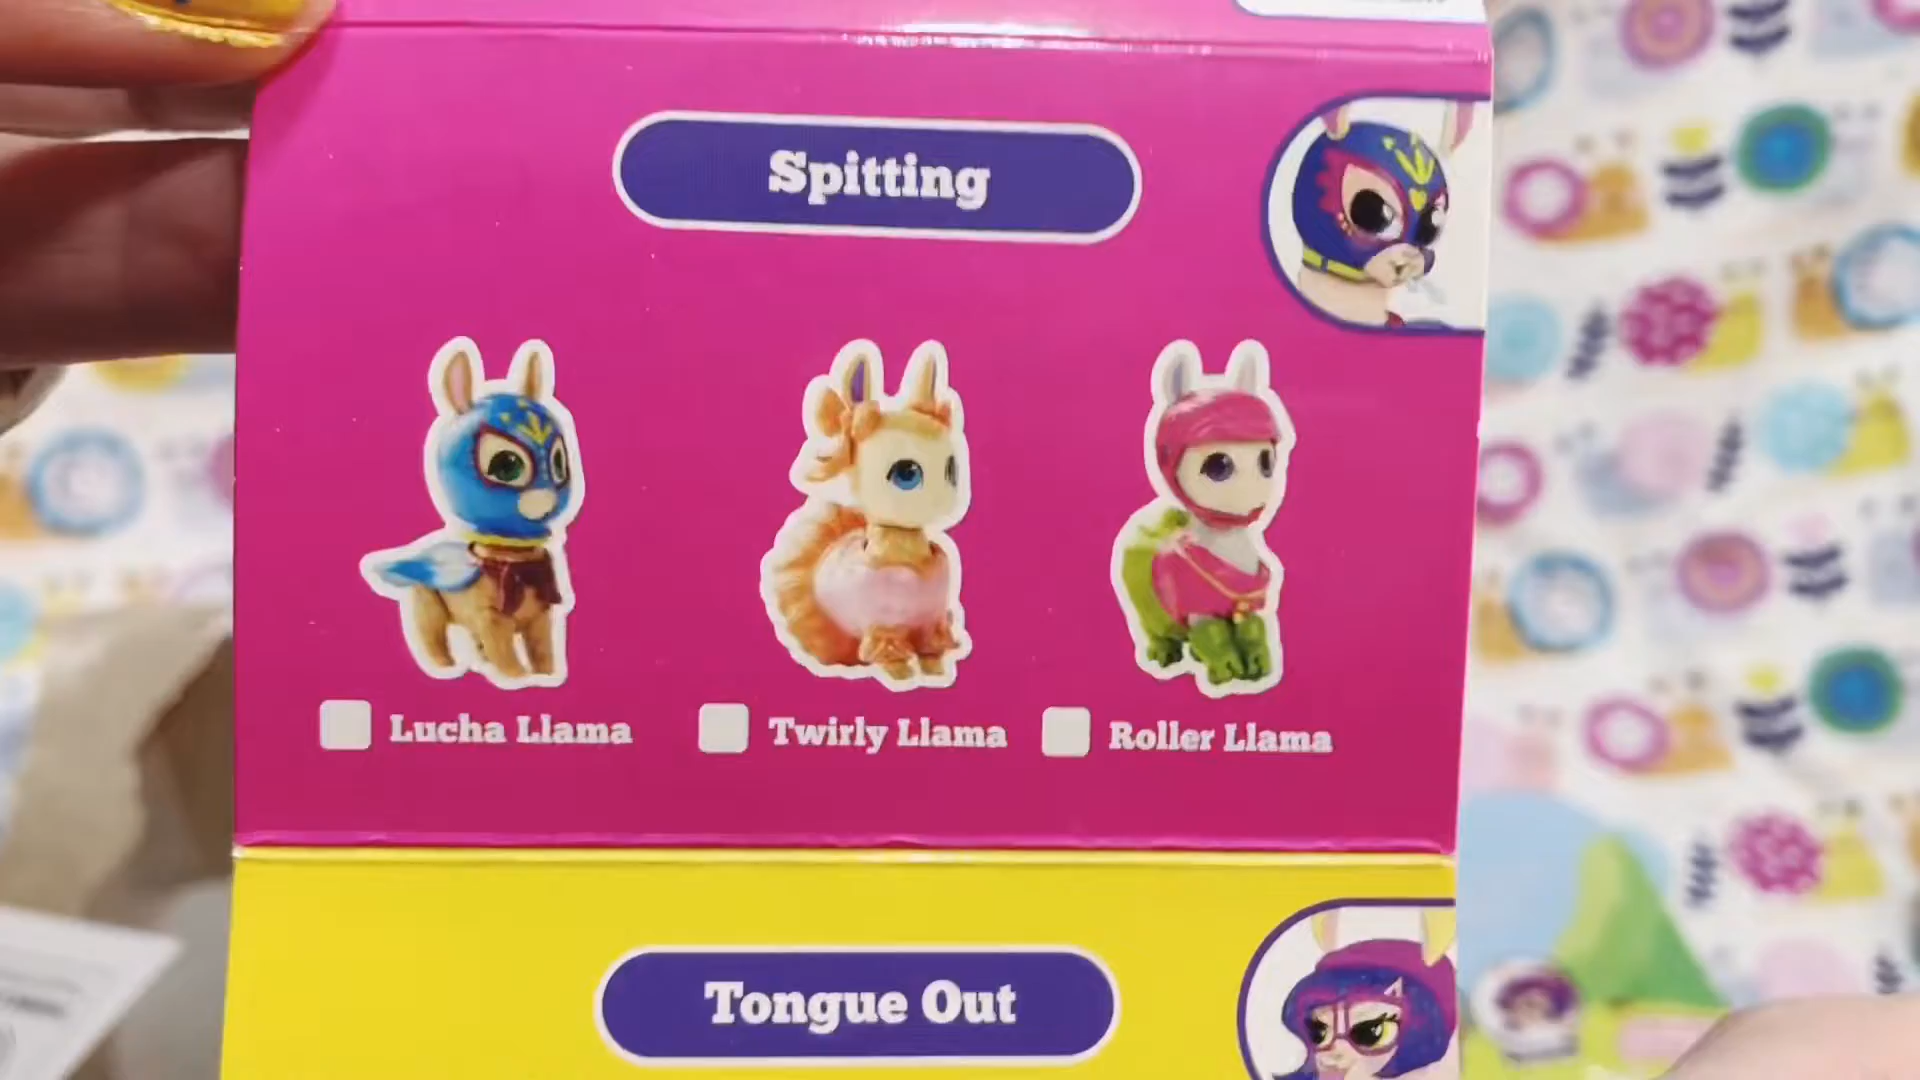 Spitting
Lucha Llama
Twirly Llama
Roller Llama
Tongue Out